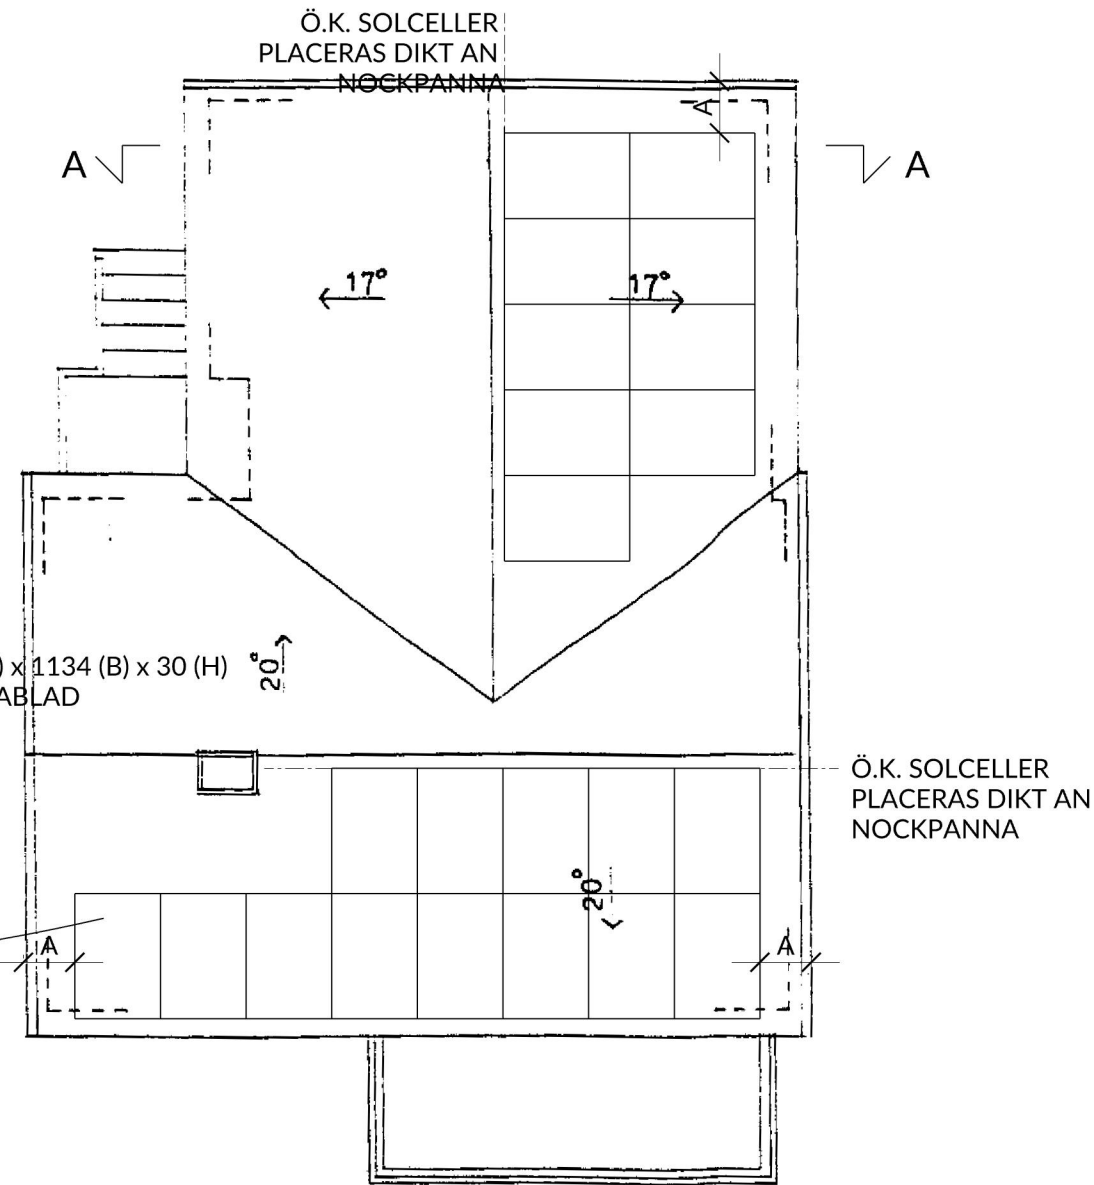 Ö.K. SOLCELLER
PLACERAS DIKT AN
NOCKPANNA
A
A
A
17°
17°
) x 1134 (B) x 30 (H)
ABLAD
20°
Ö.K. SOLCELLER
PLACERAS DIKT AN
NOCKPANNA
20°
A
A